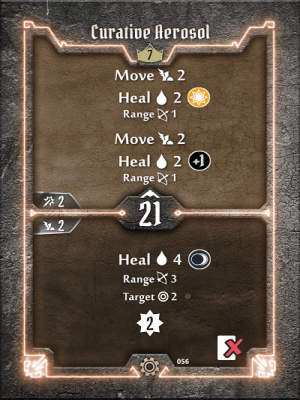 Curative Aerosol
7
Move 2
Heal 2
Range 1
Move 2
Heal 2 +1
Range 1
2
21
2
Heal 4
Range 3
Target 2
2
056